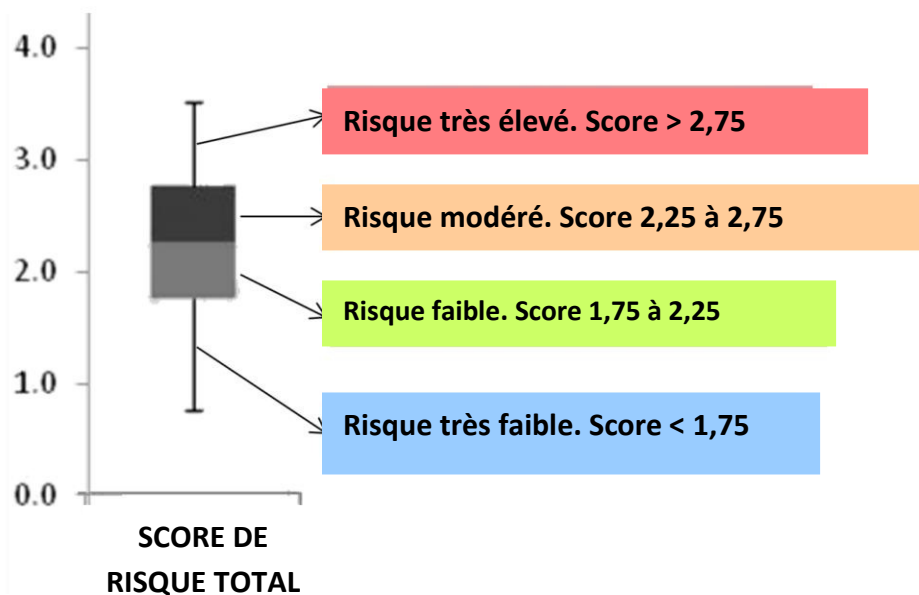 4.0
Risque très élevé. Score > 2,75
3.0
Risque modéré. Score 2,25 à 2,75
2.0
Risque faible. Score 1,75 à 2,25
1.0
Risque très faible. Score < 1,75
0.0
SCORE DE
RISQUE TOTAL